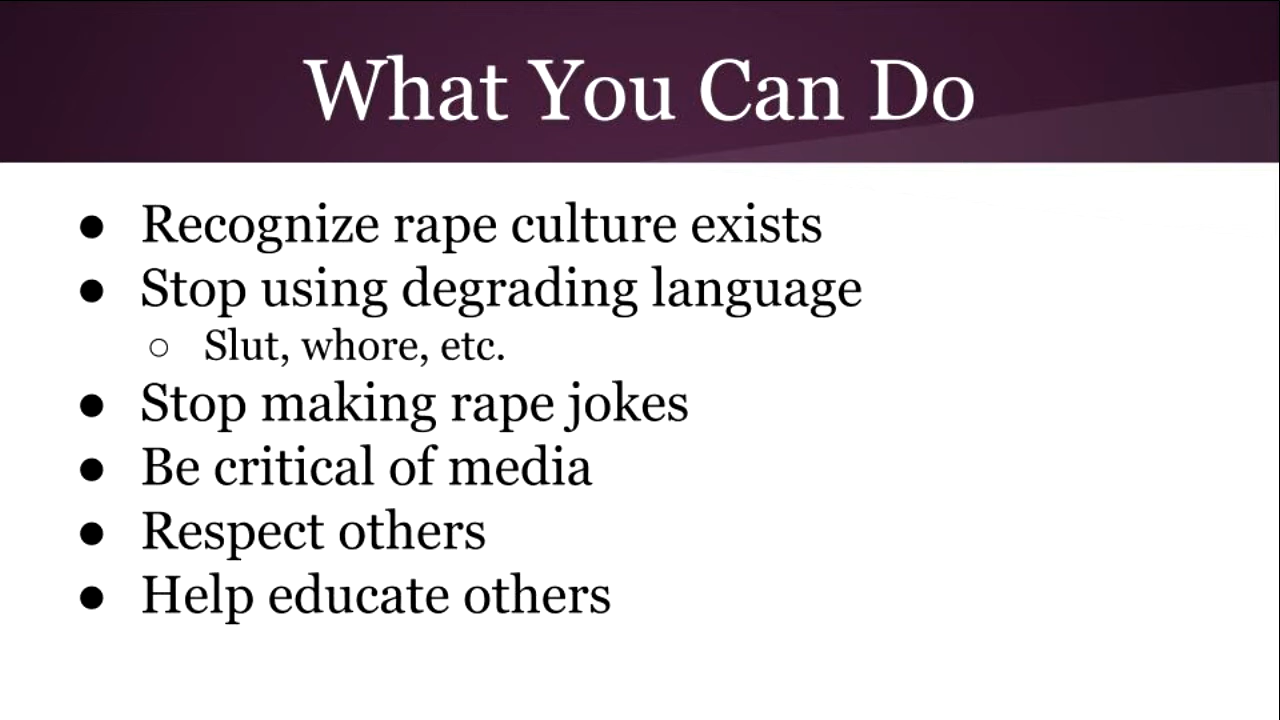 What You Can Do
● Recognize rape culture exists
● Stop using degrading language
○ Slut, whore, etc.
● Stop making rape jokes
● Be critical of media
● Respect others
● Help educate others